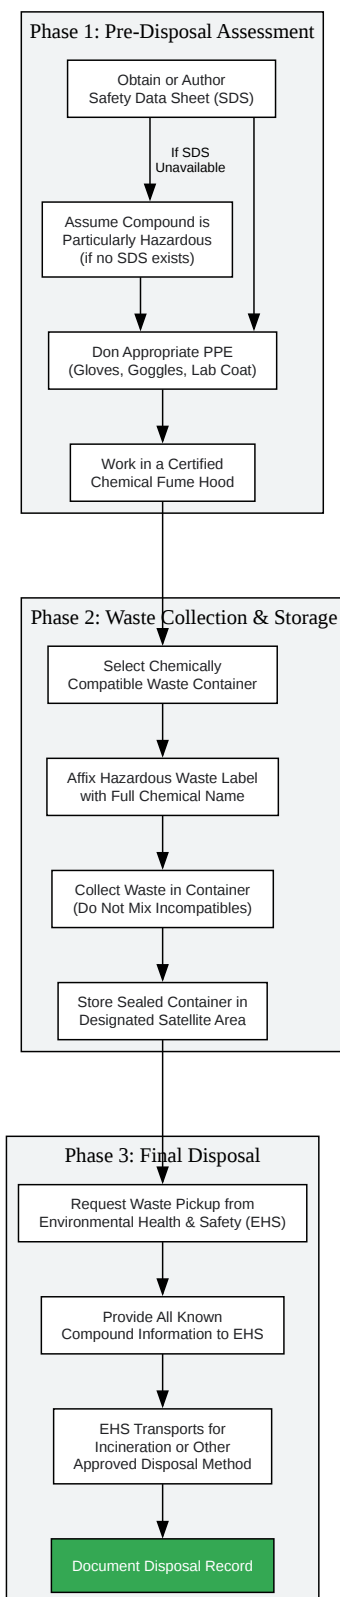 Phase 1: Pre-Disposal Assessment
Obtain or Author
Safety Data Sheet (SDS)
If SDS
Unavailable
Assume Compound is
Particularly Hazardous
(if no SDS exists)
Don Appropriate PPE
(Gloves, Goggles, Lab Coat)
Work in a Certified
Chemical Fume Hood
Phase 2: Waste Collection & Storage
Select Chemically
Compatible Waste Container
Affix Hazardous Waste Label
with Full Chemical Name
Collect Waste in Container
(Do Not Mix Incompatibles)
Store Sealed Container in
Designated Satellite Area
Phase 3: Final Disposal
Request Waste Pickup from
Environmental Health & Safety (EHS)
Provide All Known
Compound Information to EHS
EHS Transports for
Incineration or Other
Approved Disposal Method
Document Disposal Record